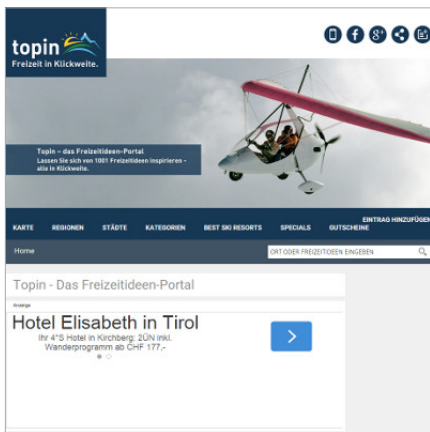 topin
Freizeit in Klickweite.
Topin – das Freizeitideen-Portal
Lassen Sie sich von 1001 Freizeitideen inspirieren -
alle in Klickweite.
EINTRAG HINZUFÜGEN
KARTE REGIONEN STÄDTE KATEGORIEN BEST SKI RESORTS SPECIALS GUTSCHEINE
Home
ORT ODER FREIZEITIDEEN EINGEBEN
Topin - Das Freizeitideen-Portal
Anzeige
Hotel Elisabeth in Tirol
Ihr 4*S Hotel in Kirchberg: 2ÜN inkl.
Wanderprogramm ab CHF 177,-